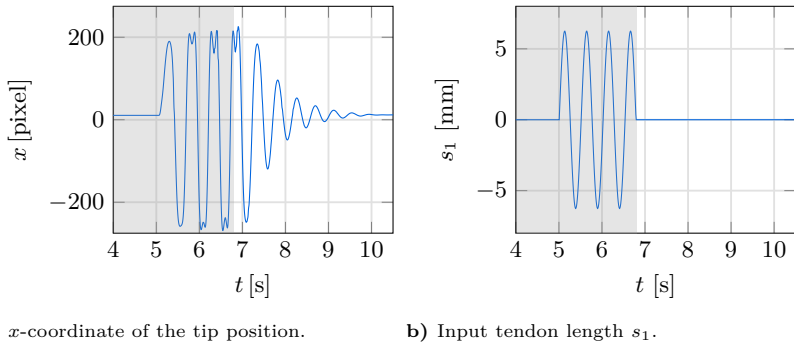 200
0
−200
x [pixel]
4 5 6 7 8 9 10
t [s]
x-coordinate of the tip position.
5
0
−5
s₁ [mm]
4 5 6 7 8 9 10
t [s]
b) Input tendon length s₁.